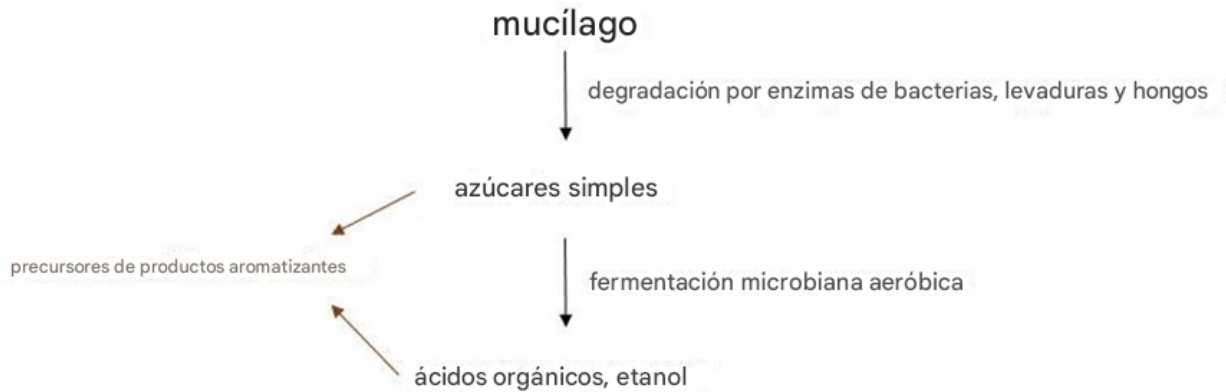 mucílago
degradación por enzimas de bacterias, levaduras y hongos
azúcares simples
precursores de productos aromatizantes
fermentación microbiana aeróbica
ácidos orgánicos, etanol